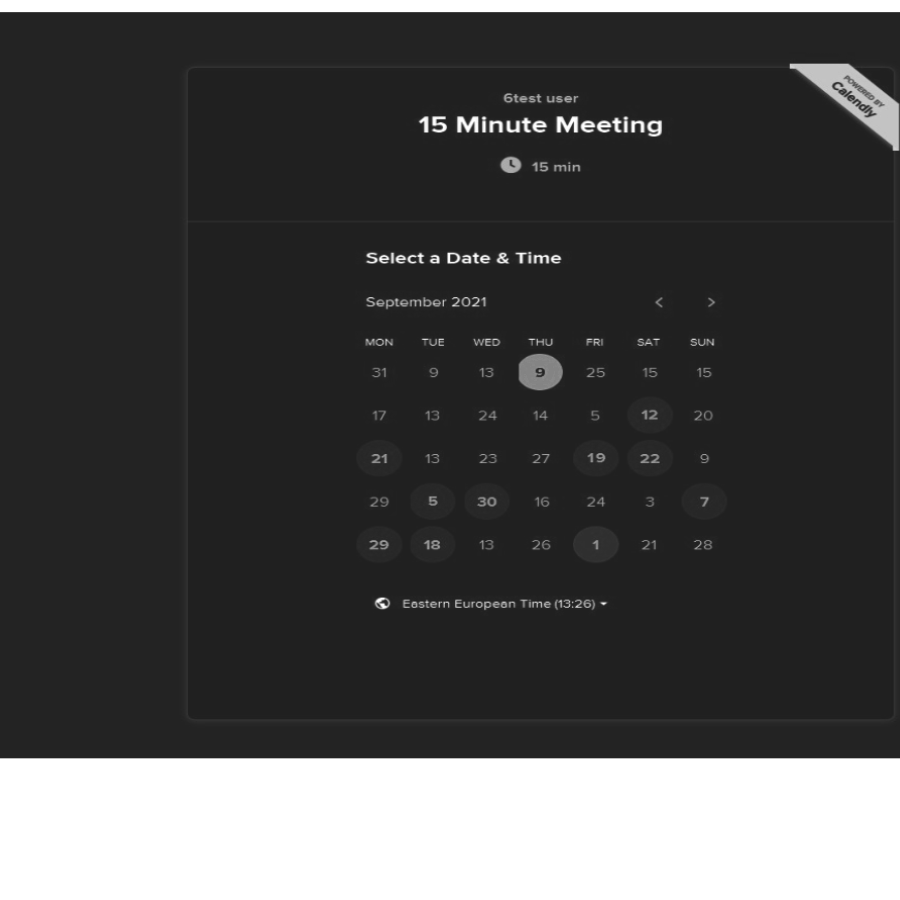 POWERED BY
Calendly
6test user
15 Minute Meeting
15 min
Select a Date & Time
September 2021 < >
MON TUE WED THU FRI SAT SUN
31 9 13 9 25 15 15
17 13 24 14 5 12 20
21 13 23 27 19 22 9
29 5 30 16 24 3 7
29 18 13 26 1 21 28
Eastern European Time (13:26)